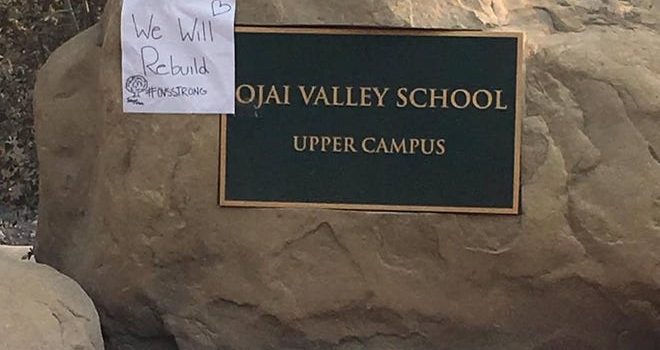 We Will
Rebuild
#OVSSTRONG
OJAI VALLEY SCHOOL
UPPER CAMPUS